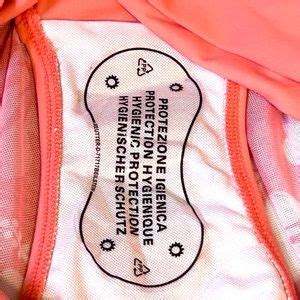 PROTEZIONE IGIENICA
PROTECTION HYGIENIQUE
HYGIENIC PROTECTION
HYGIENISCHER SCHUTZ